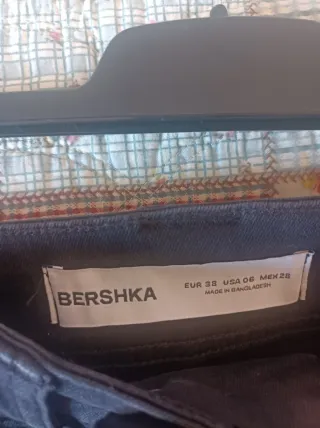 BERSHKA
EUR 38 USA 06 MEX 28
MADE IN BANGLADESH